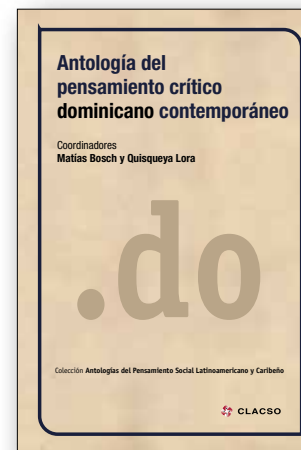 Antología del
pensamiento crítico
dominicano contemporáneo
Coordinadores
Matías Bosch y Quisqueya Lora
.do
Colección Antologías del Pensamiento Social Latinoamericano y Caribeño
CLACSO